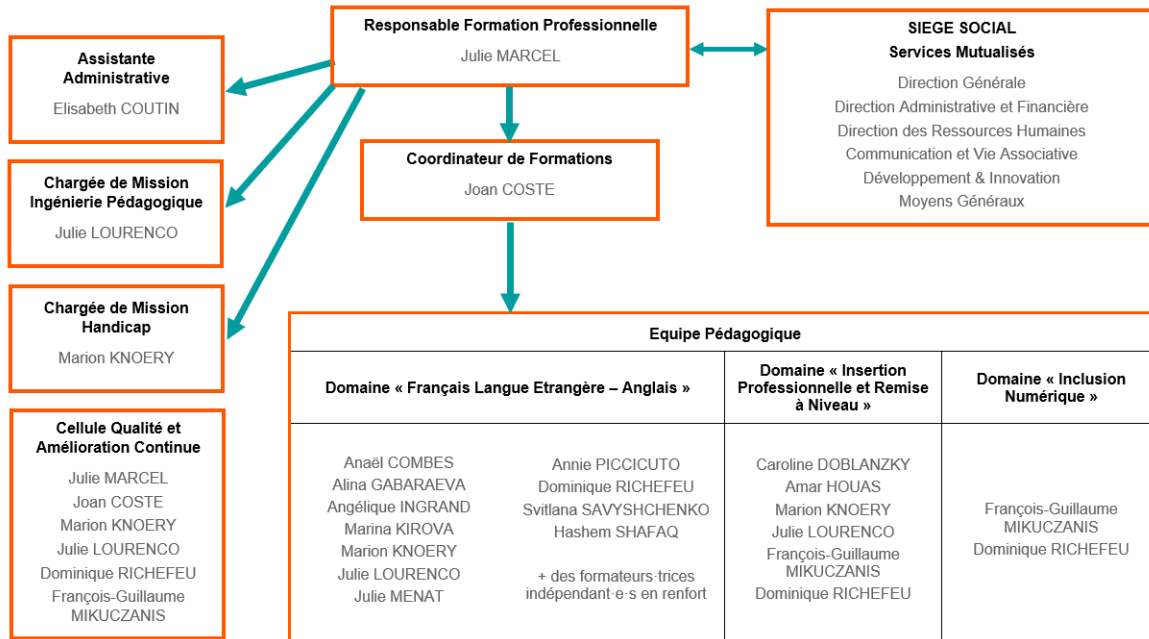 Responsable Formation Professionnelle
Julie MARCEL
SIEGE SOCIAL
Services Mutualisés
Direction Générale
Direction Administrative et Financière
Direction des Ressources Humaines
Communication et Vie Associative
Développement & Innovation
Moyens Généraux
Assistante
Administrative
Elisabeth COUTIN
Coordinateur de Formations
Joan COSTE
Chargée de Mission
Ingénierie Pédagogique
Julie LOURENCO
Chargée de Mission
Handicap
Marion KNOERY
Cellule Qualité et
Amélioration Continue
Julie MARCEL
Joan COSTE
Marion KNOERY
Julie LOURENCO
Dominique RICHEFEU
François-Guillaume
MIKUCZANIS
Equipe Pédagogique
Domaine « Français Langue Etrangère – Anglais »
Anaël COMBES
Alina GABARAEVA
Angélique INGRAND
Marina KIROVA
Marion KNOERY
Julie LOURENCO
Julie MENAT
Annie PICCICUTO
Dominique RICHEFEU
Svitlana SAVYSHCHENKO
Hashem SHAFAQ
+ des formateurs·trices
indépendant·e·s en renfort
Domaine « Insertion
Professionnelle et Remise
à Niveau »
Caroline DOBLANZKY
Amar HOUAS
Marion KNOERY
Julie LOURENCO
François-Guillaume
MIKUCZANIS
Dominique RICHEFEU
Domaine « Inclusion
Numérique »
François-Guillaume
MIKUCZANIS
Dominique RICHEFEU